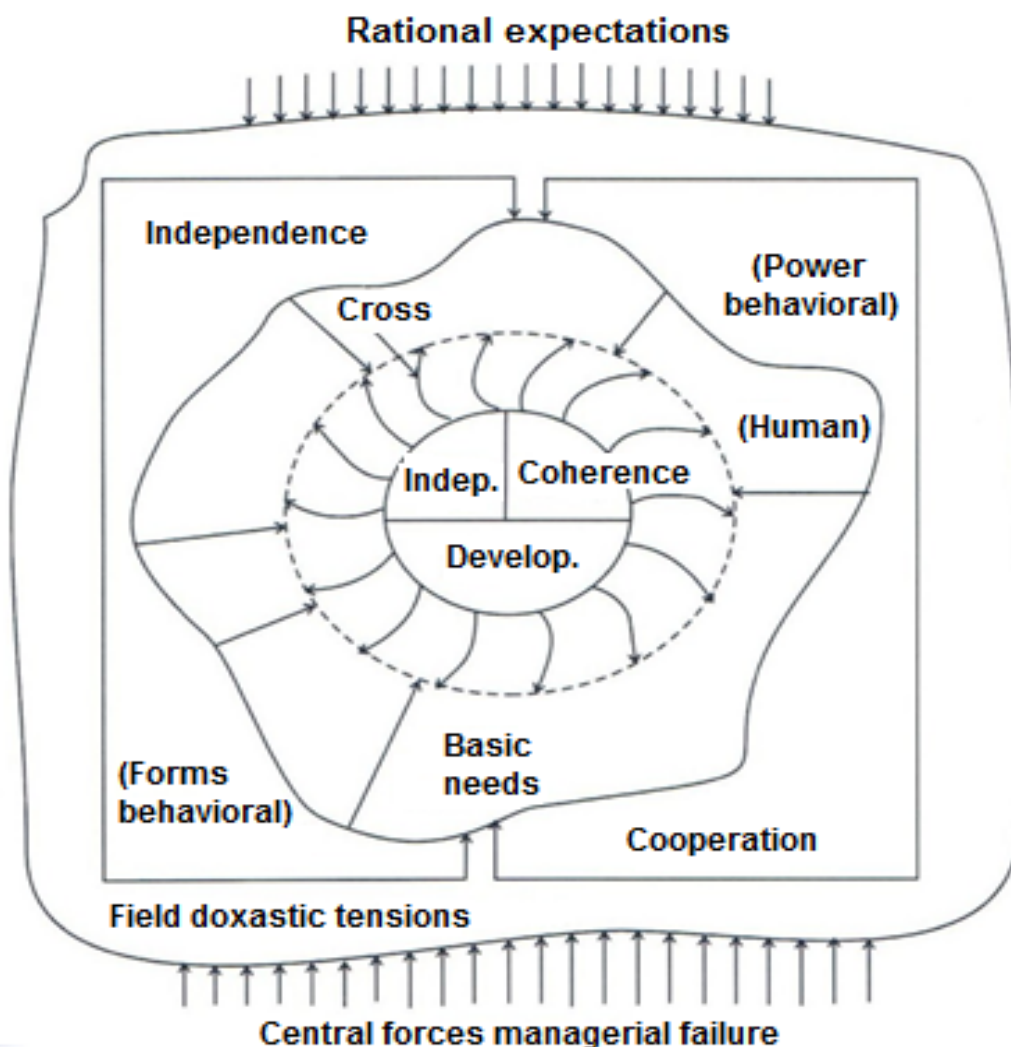 Rational expectations
Independence
(Power
behavioral)
Cross
(Human)
Indep.
Coherence
Develop.
Basic
needs
(Forms
behavioral)
Cooperation
Field doxastic tensions
Central forces managerial failure